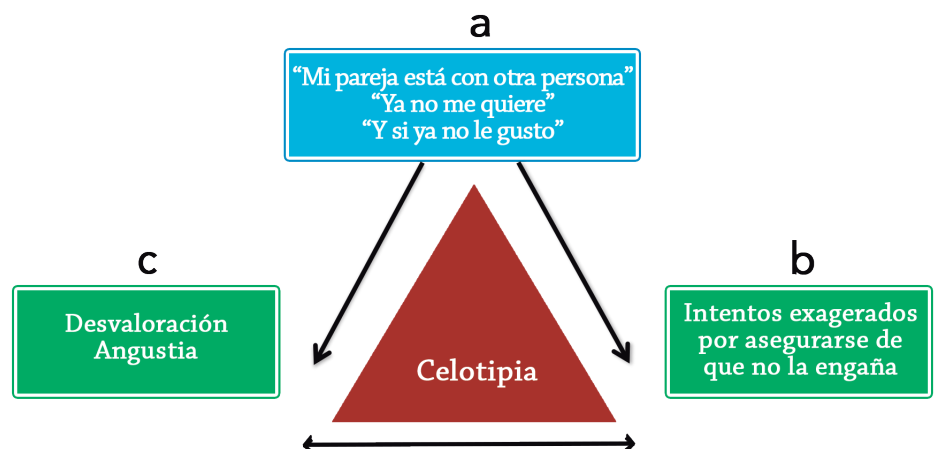 a
“Mi pareja está con otra persona”
“Ya no me quiere”
“Y si ya no le gusto”
c
Desvaloración
Angustia
b
Intentos exagerados
por asegurarse de
que no la engaña
Celotipia